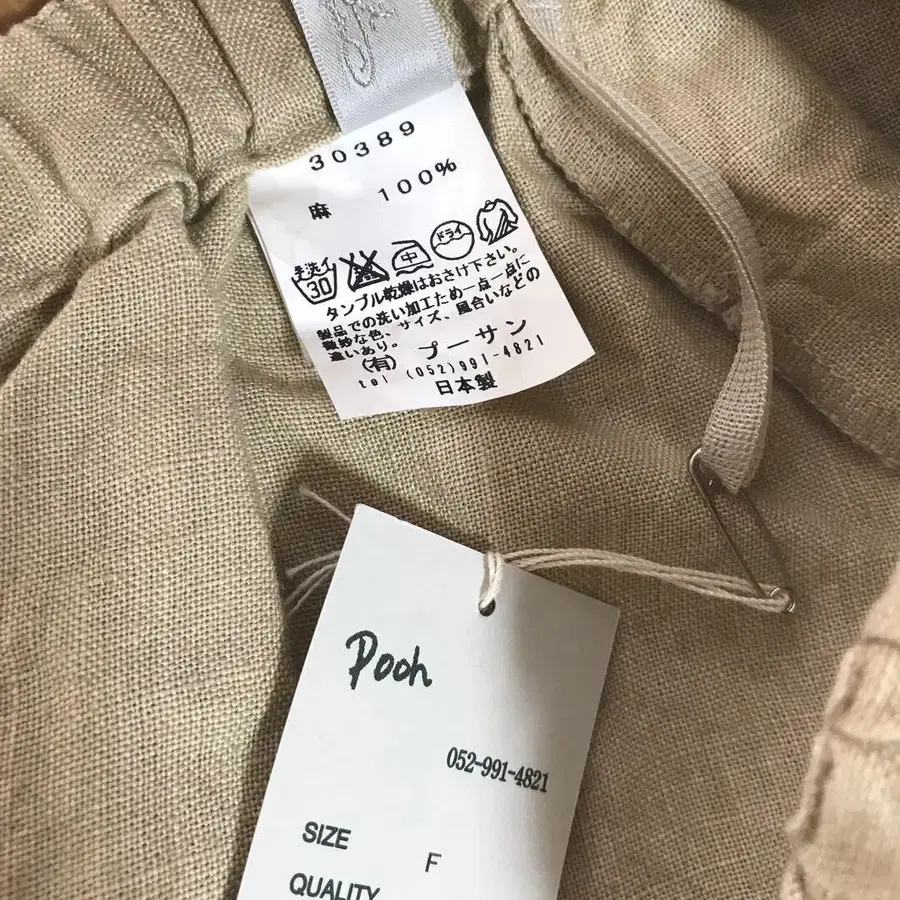 30389
麻 100%
手洗イ
30
中
ドライ
タンブル乾燥はおさけ下さい。
製品での洗い加工ため一点一点に
微妙な色、サイズ、風合いなどの
違いあり。
(有) プーサン
tel (052)991-4821
日本製
Pooh
052-991-4821
SIZE F
QUALITY